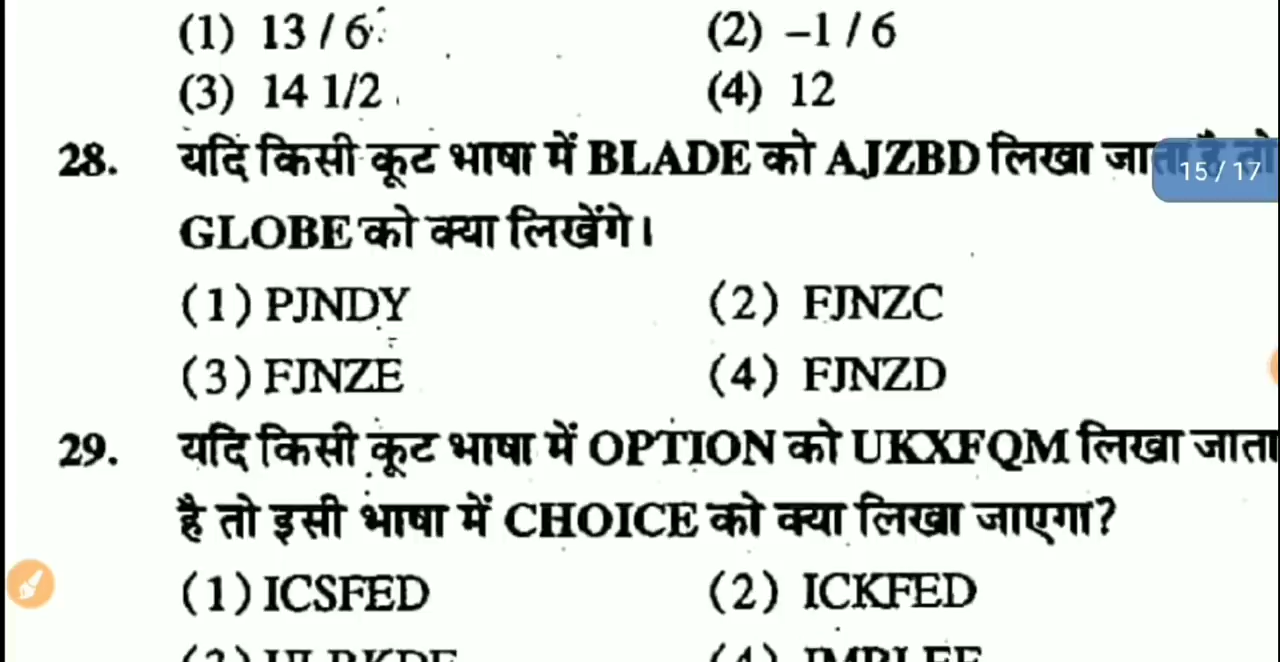 (1) 13 / 6 (2) –1 / 6
(3) 14 1/2 (4) 12
28. यदि किसी कूट भाषा में BLADE को AJZBD लिखा जाता है तो
15 / 17
GLOBE को क्या लिखेंगे।
(1) PJNDY (2) FJNZC
(3) FJNZE (4) FJNZD
29. यदि किसी कूट भाषा में OPTION को UKXFQM लिखा जाता
है तो इसी भाषा में CHOICE को क्या लिखा जाएगा?
(1) ICSFED (2) ICKFED